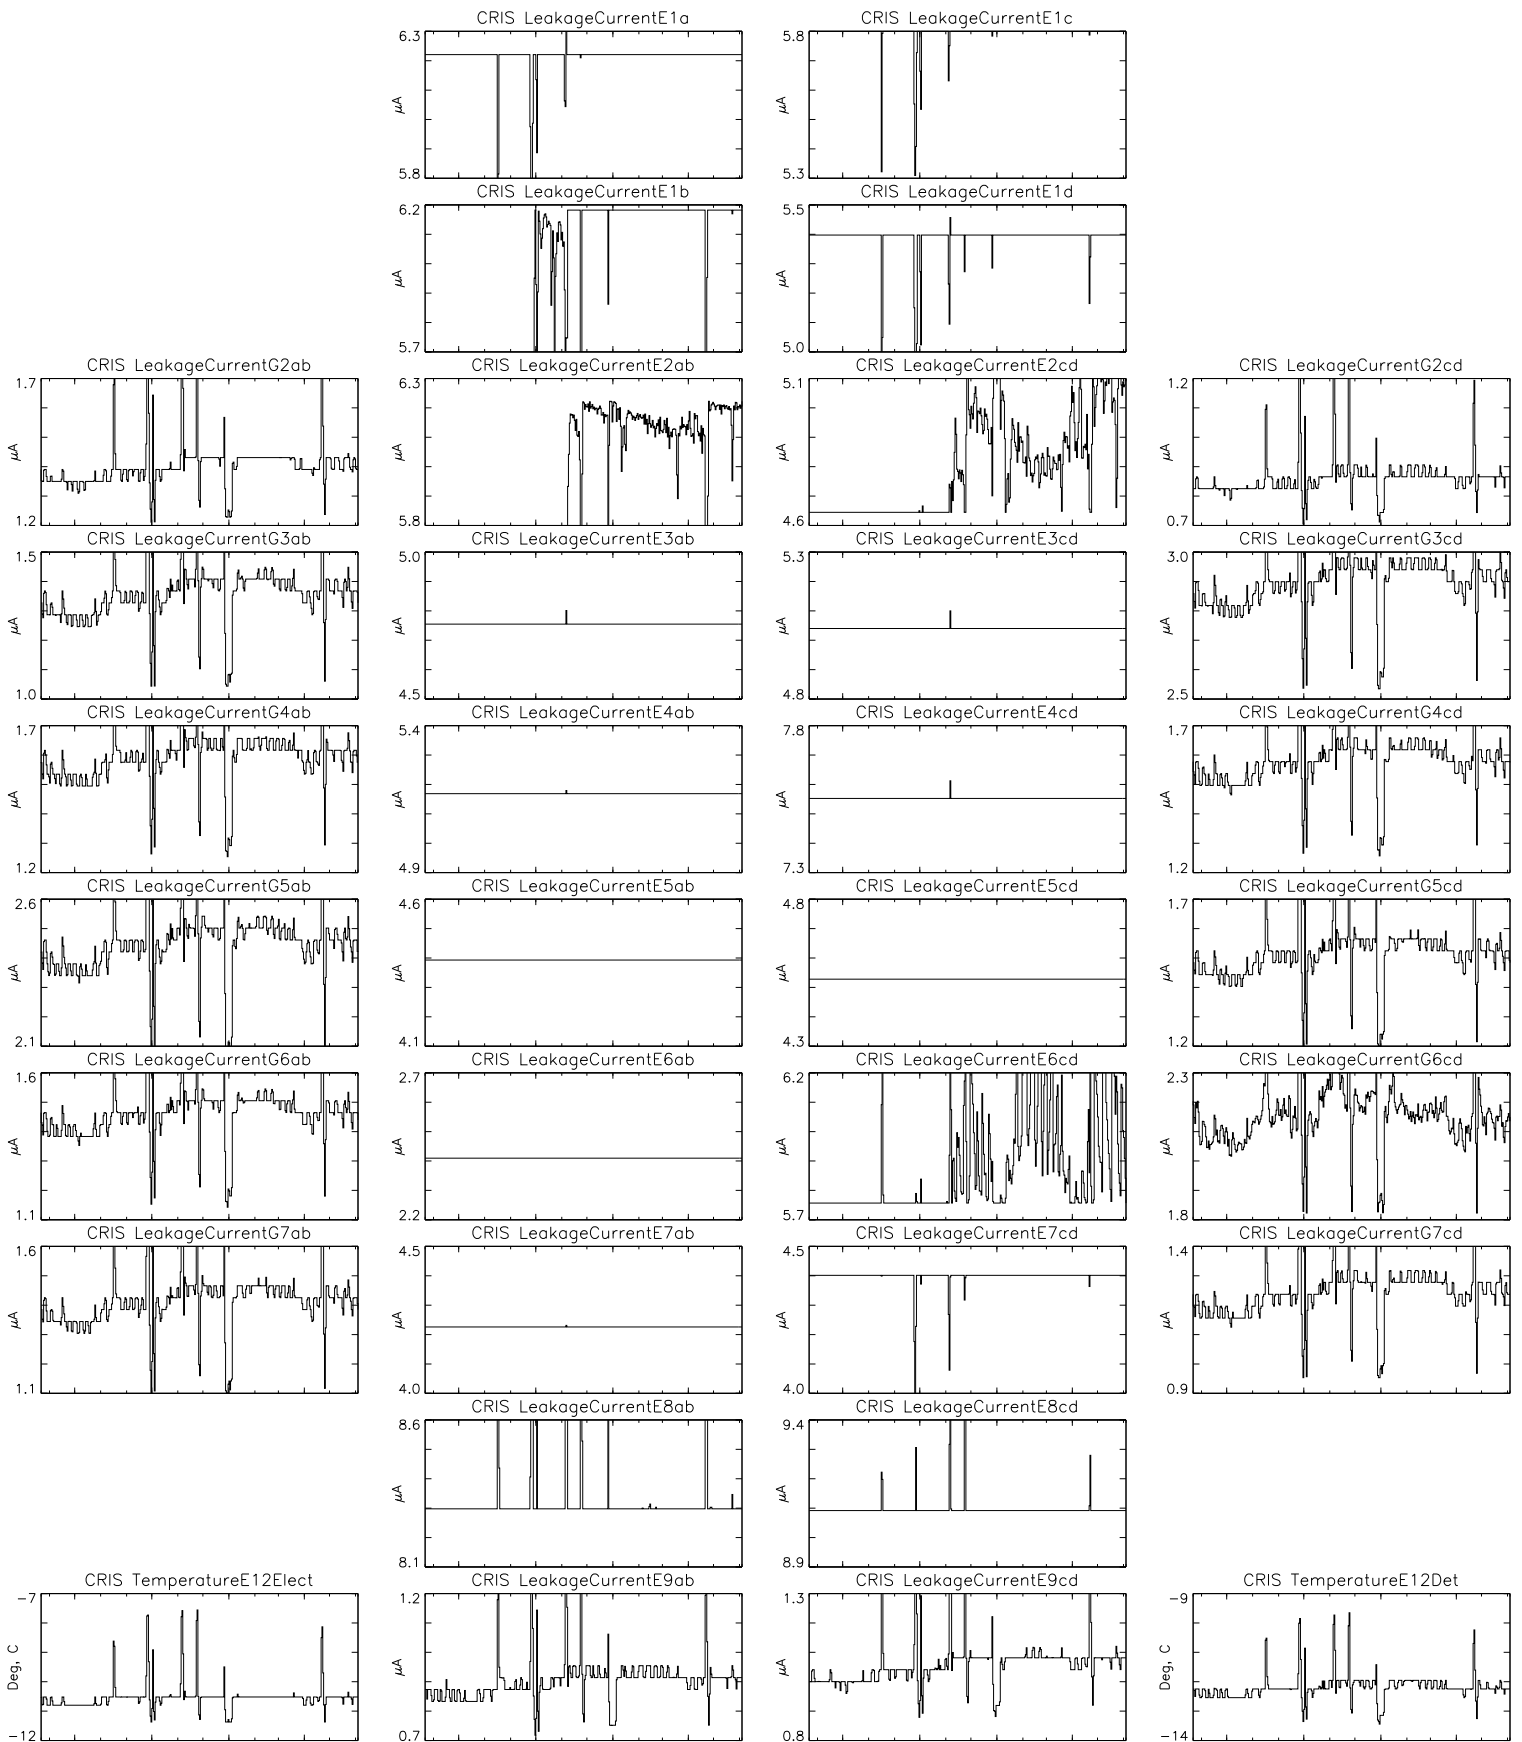 CRIS LeakageCurrentE1a CRIS LeakageCurrentE1c
6.3 5.8
μA μA
5.8 5.3
CRIS LeakageCurrentE1b CRIS LeakageCurrentE1d
6.2 5.5
μA μA
5.7 5.0
CRIS LeakageCurrentG2ab CRIS LeakageCurrentE2ab CRIS LeakageCurrentE2cd CRIS LeakageCurrentG2cd
1.7 6.3 5.1 1.2
μA μA μA μA
1.2 5.8 4.6 0.7
CRIS LeakageCurrentG3ab CRIS LeakageCurrentE3ab CRIS LeakageCurrentE3cd CRIS LeakageCurrentG3cd
1.5 5.0 5.3 3.0
μA μA μA μA
1.0 4.5 4.8 2.5
CRIS LeakageCurrentG4ab CRIS LeakageCurrentE4ab CRIS LeakageCurrentE4cd CRIS LeakageCurrentG4cd
1.7 5.4 7.8 1.7
μA μA μA μA
1.2 4.9 7.3 1.2
CRIS LeakageCurrentG5ab CRIS LeakageCurrentE5ab CRIS LeakageCurrentE5cd CRIS LeakageCurrentG5cd
2.6 4.6 4.8 1.7
μA μA μA μA
2.1 4.1 4.3 1.2
CRIS LeakageCurrentG6ab CRIS LeakageCurrentE6ab CRIS LeakageCurrentE6cd CRIS LeakageCurrentG6cd
1.6 2.7 6.2 2.3
μA μA μA μA
1.1 2.2 5.7 1.8
CRIS LeakageCurrentG7ab CRIS LeakageCurrentE7ab CRIS LeakageCurrentE7cd CRIS LeakageCurrentG7cd
1.6 4.5 4.5 1.4
μA μA μA μA
1.1 4.0 4.0 0.9
CRIS LeakageCurrentE8ab CRIS LeakageCurrentE8cd
8.6 9.4
μA μA
8.1 8.9
CRIS TemperatureE12Elect CRIS LeakageCurrentE9ab CRIS LeakageCurrentE9cd CRIS TemperatureE12Det
-7 1.2 1.3 -9
Deg, C μA μA Deg, C
-12 0.7 0.8 -14